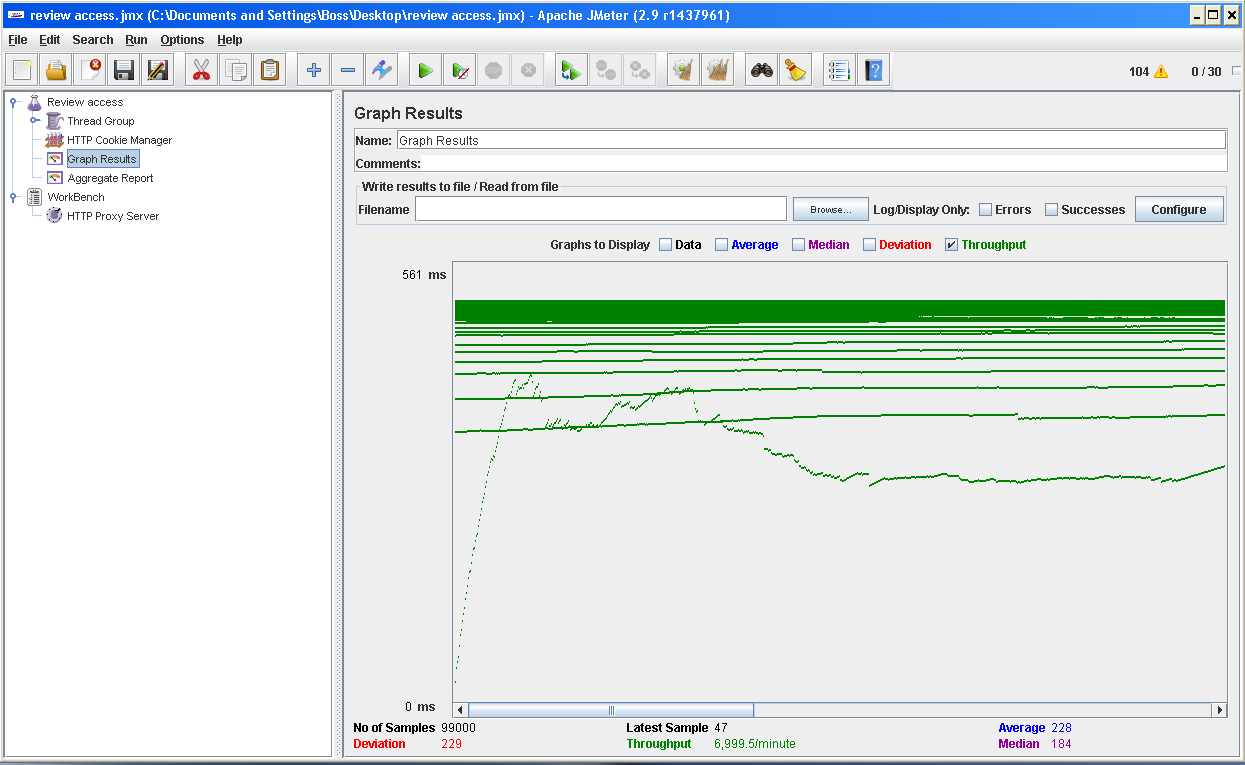 review access.jmx (C:\Documents and Settings\Boss\Desktop\review access.jmx) - Apache JMeter (2.9 r1437961)
File Edit Search Run Options Help
104 0 / 30
Review access
Thread Group
HTTP Cookie Manager
Graph Results
Aggregate Report
WorkBench
HTTP Proxy Server
Graph Results
Name: Graph Results
Comments:
Write results to file / Read from file
Filename Browse... Log/Display Only: Errors Successes Configure
Graphs to Display Data Average Median Deviation Throughput
561 ms
0 ms
No of Samples 99000 Latest Sample 47 Average 228
Deviation 229 Throughput 6,999.5/minute Median 184